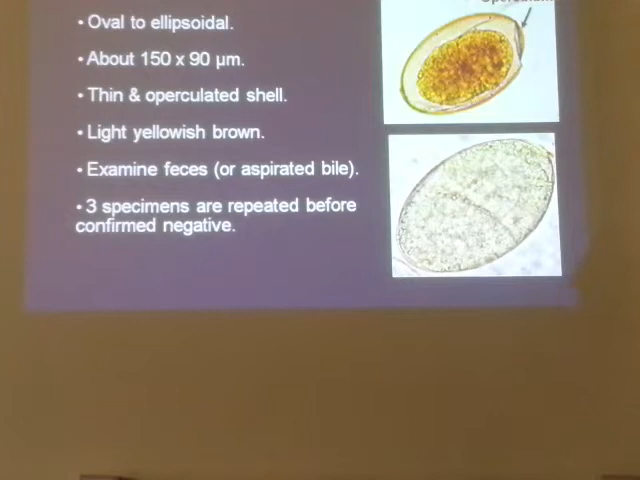 • Oval to ellipsoidal.
• About 150 x 90 µm.
• Thin & operculated shell.
• Light yellowish brown.
• Examine feces (or aspirated bile).
• 3 specimens are repeated before
confirmed negative.